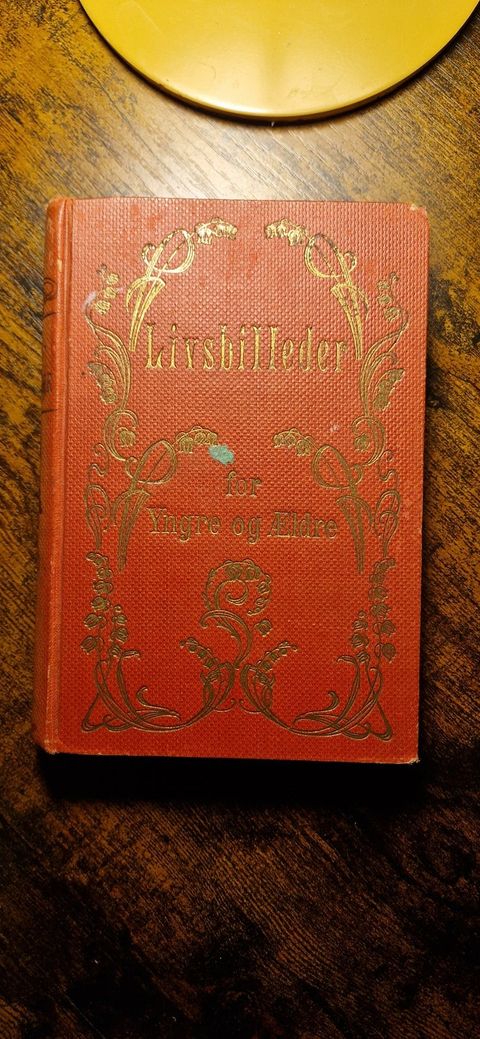 Livsbilleder
for
Yngre og Ældre